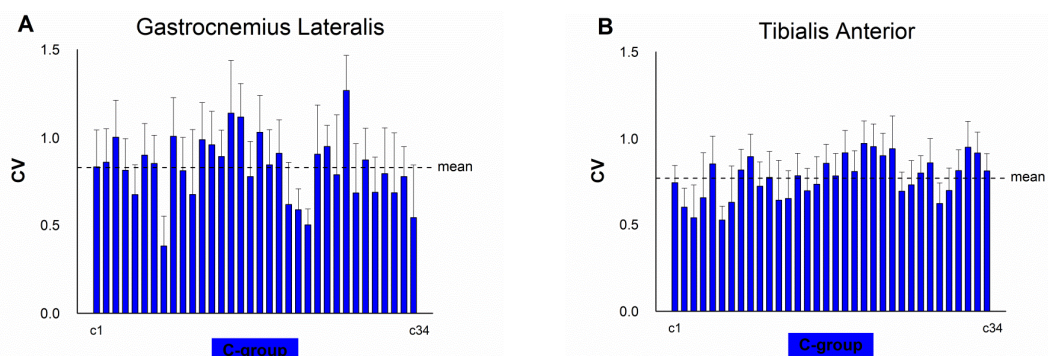 A
Gastrocnemius Lateralis
1.5
1.0
0.5
0.0
CV
mean
c1
c34
C-group
B
Tibialis Anterior
1.5
1.0
0.5
0.0
CV
mean
c1
c34
C-group